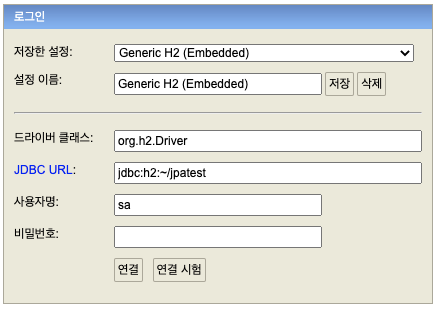 로그인
저장한 설정: Generic H2 (Embedded)
설정 이름: Generic H2 (Embedded) 저장 삭제
드라이버 클래스: org.h2.Driver
JDBC URL: jdbc:h2:~/jpatest
사용자명: sa
비밀번호:
연결 연결 시험